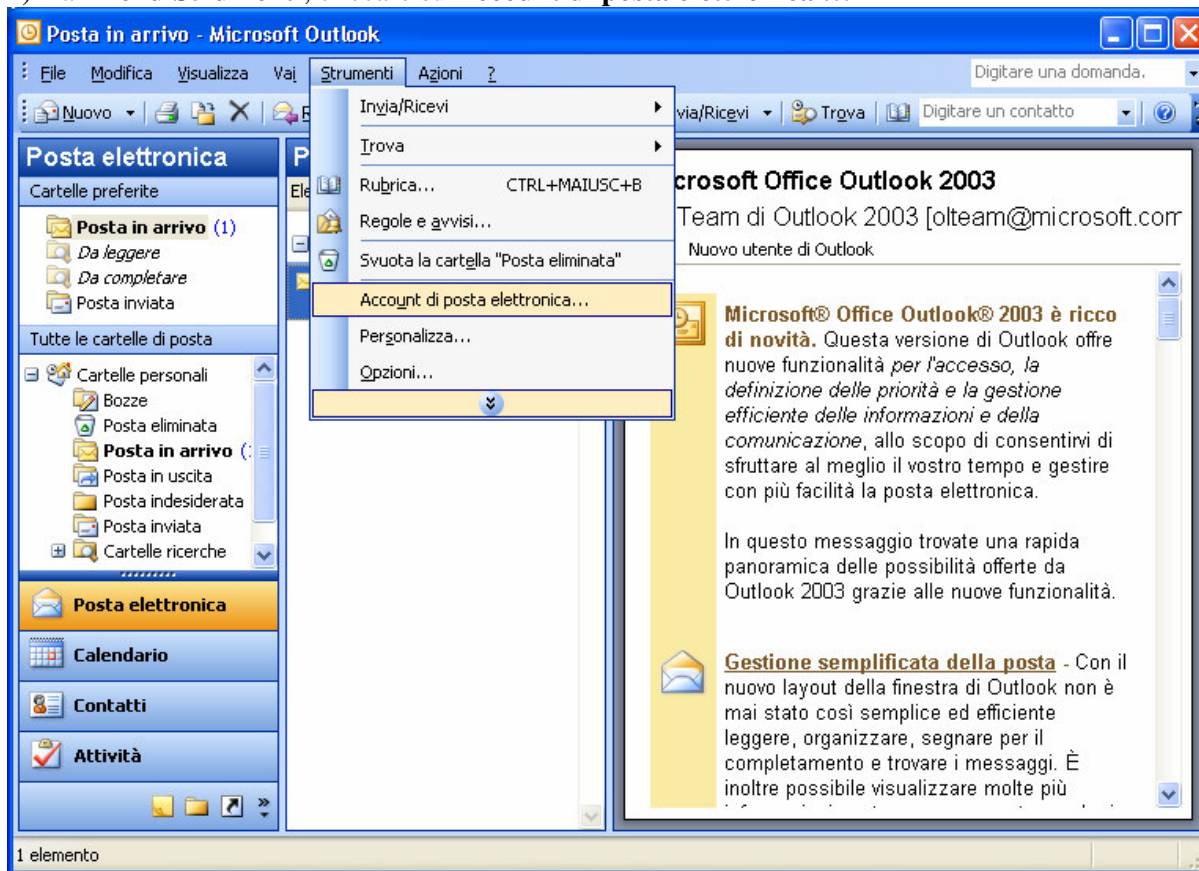 Posta in arrivo - Microsoft Outlook
File Modifica Visualizza Vai Strumenti Azioni ? Digitare una domanda.
Nuovo via/Ricevi Trova Digitare un contatto
Invia/Ricevi
Trova
Rubrica... CTRL+MAIUSC+B
Regole e avvisi...
Svuota la cartella "Posta eliminata"
Account di posta elettronica...
Personalizza...
Opzioni...
Posta elettronica
Cartelle preferite
Posta in arrivo (1)
Da leggere
Da completare
Posta inviata
Tutte le cartelle di posta
Cartelle personali
Bozze
Posta eliminata
Posta in arrivo
Posta in uscita
Posta indesiderata
Posta inviata
Cartelle ricerche
Posta elettronica
Calendario
Contatti
Attività
P
Ele
crosoft Office Outlook 2003
Team di Outlook 2003 [olteam@microsoft.com
Nuovo utente di Outlook
Microsoft® Office Outlook® 2003 è ricco
di novità. Questa versione di Outlook offre
nuove funzionalità per l'accesso, la
definizione delle priorità e la gestione
efficiente delle informazioni e della
comunicazione, allo scopo di consentirvi di
sfruttare al meglio il vostro tempo e gestire
con più facilità la posta elettronica.
In questo messaggio trovate una rapida
panoramica delle possibilità offerte da
Outlook 2003 grazie alle nuove funzionalità.
Gestione semplificata della posta - Con il
nuovo layout della finestra di Outlook non è
mai stato così semplice ed efficiente
leggere, organizzare, segnare per il
completamento e trovare i messaggi. È
inoltre possibile visualizzare molte più
1 elemento